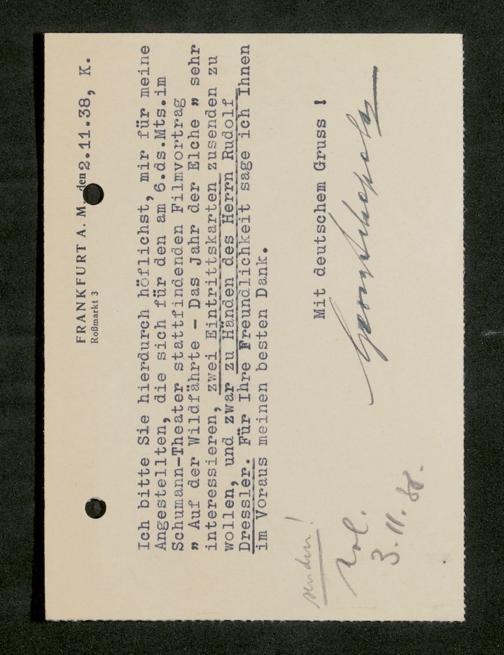 FRANKFURT A. M., den 2.11.38, K.
Roßmarkt 3
Ich bitte Sie hierdurch höflichst, mir für meine
Angestellten, die sich für den am 6.ds.Mts.im
Schumann-Theater stattfindenden Filmvortrag
" Auf der Wildfährte - Das Jahr der Elche " sehr
interessieren, zwei Eintrittskarten zusenden zu
wollen, und zwar zu Händen des Herrn Rudolf
Dressler. Für Ihre Freundlichkeit sage ich Ihnen
im Voraus meinen besten Dank.
Mit deutschem Gruss !
senden!
3.11.38.